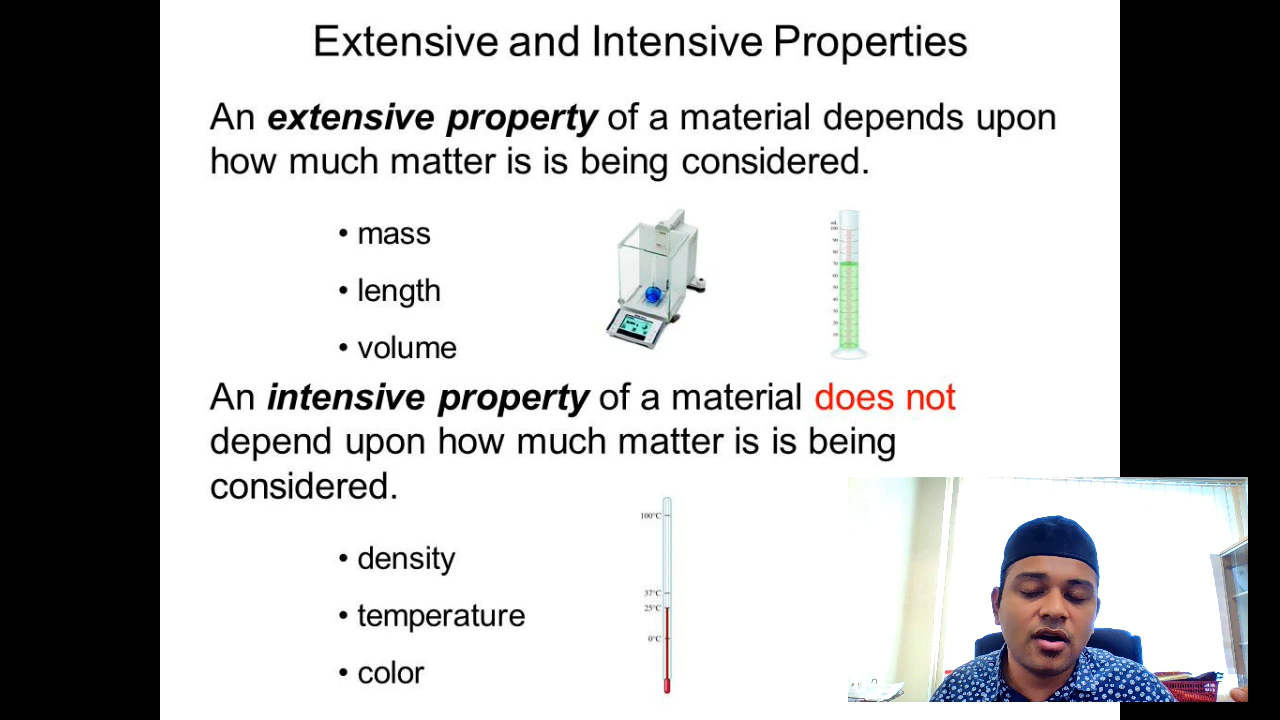 Extensive and Intensive Properties
An extensive property of a material depends upon
how much matter is is being considered.
• mass
• length
• volume
An intensive property of a material does not
depend upon how much matter is is being
considered.
100°C
37°C
25°C
0°C
• density
• temperature
• color